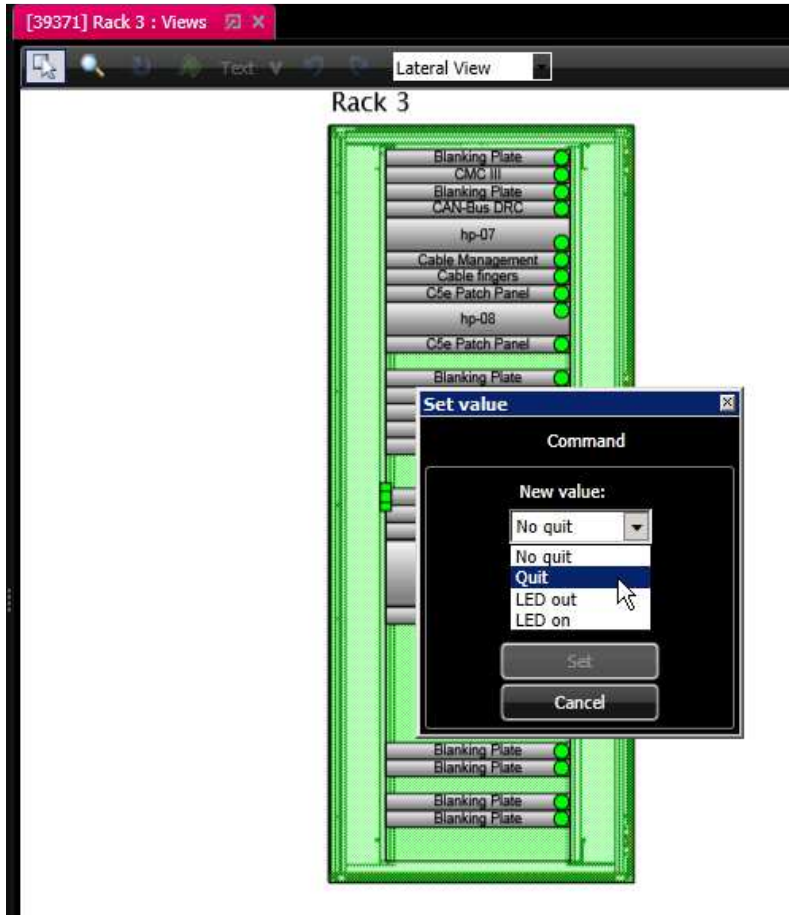 [39371] Rack 3 : Views
Text
Lateral View
Rack 3
Blanking Plate
CMC III
Blanking Plate
CAN-Bus DRC
hp-07
Cable Management
Cable fingers
C5e Patch Panel
hp-08
C5e Patch Panel
Blanking Plate
Set value
Command
New value:
No quit
No quit
Quit
LED out
LED on
Set
Cancel
Blanking Plate
Blanking Plate
Blanking Plate
Blanking Plate